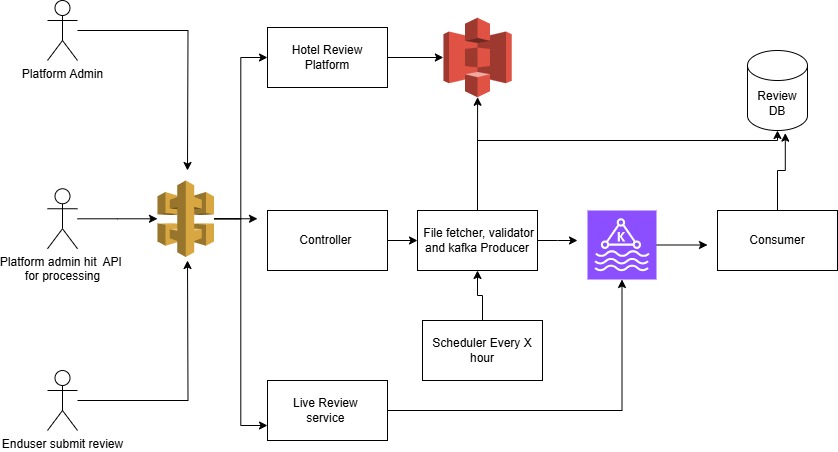 Platform Admin
Hotel Review
Platform
Review
DB
Platform admin hit API
for processing
Controller
File fetcher, validator
and kafka Producer
K
Consumer
Scheduler Every X
hour
Live Review
service
Enduser submit review